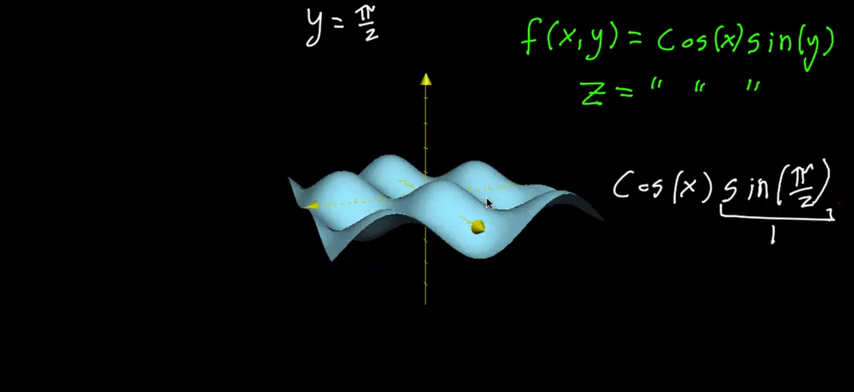 y = π/2
f(x,y) = cos(x)sin(y)
z = " " "
cos(x) sin(π/2)
1